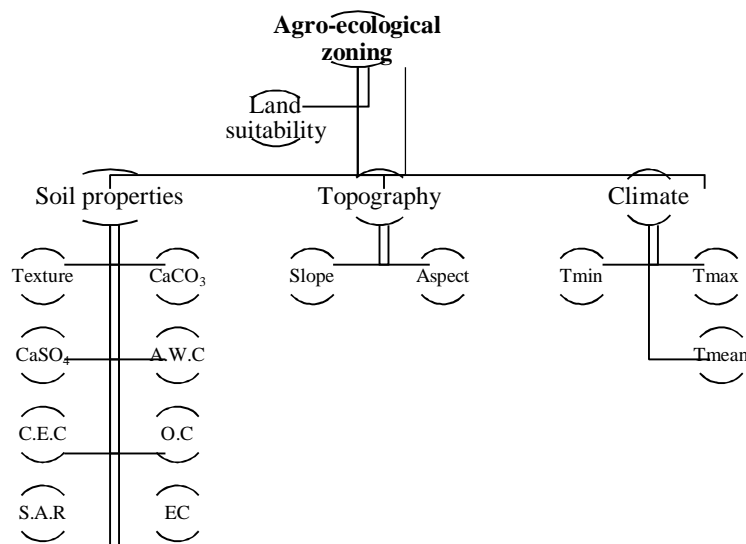 Agro-ecological
zoning
Land
suitability
Soil properties
Topography
Climate
Texture
CaCO₃
Slope
Aspect
Tmin
Tmax
CaSO₄
A.W.C
Tmean
C.E.C
O.C
S.A.R
EC